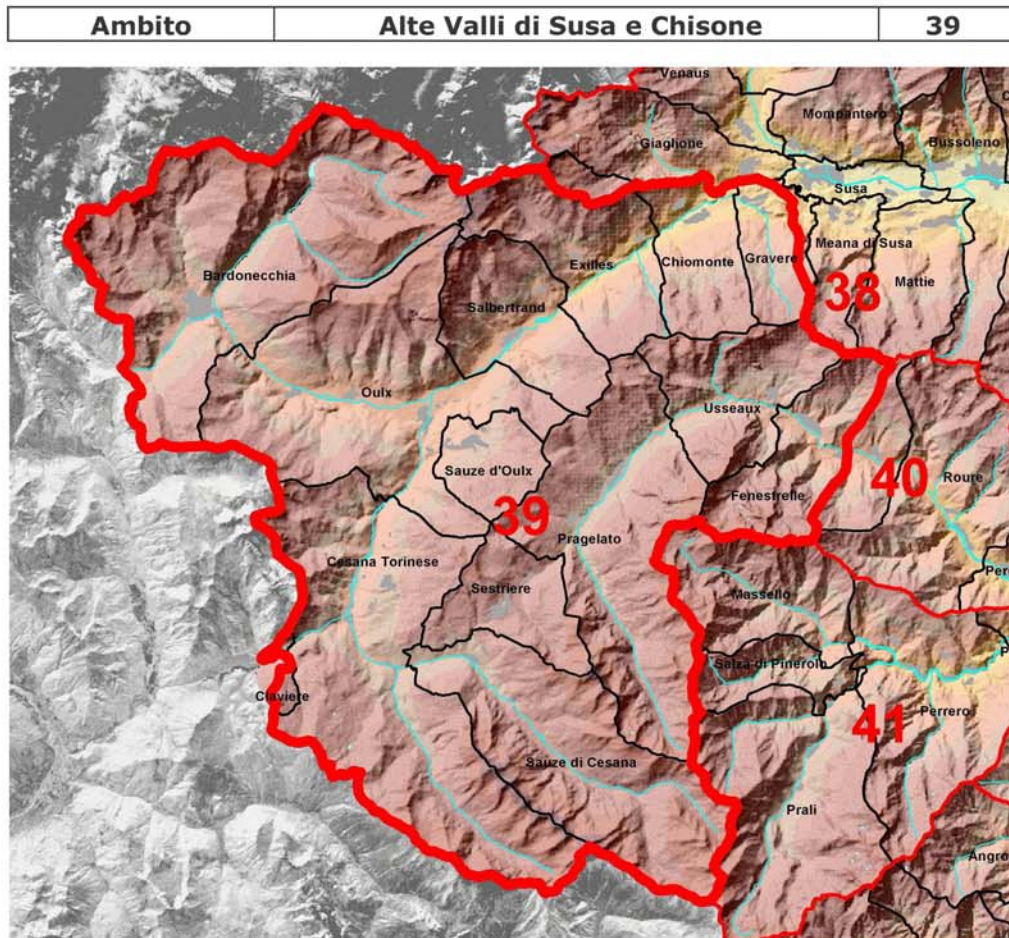 Ambito Alte Valli di Susa e Chisone 39
Venaus
Mompantero
Giaglione
Bussoleno
Susa
Meana di Susa
Bardonecchia
Exilles
Chiomonte
Gravere
38
Mattie
Salbertrand
Oulx
Usseaux
Sauze d'Oulx
Fenestrelle
40
Roure
39
Pragelato
Cesana Torinese
Sestriere
Massello
Salza di Pinerolo
Claviere
41
Perrero
Sauze di Cesana
Prali